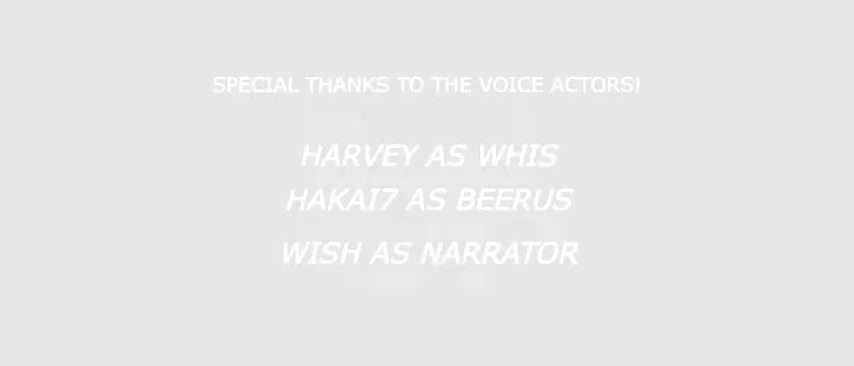 SPECIAL THANKS TO THE VOICE ACTORS!
HARVEY AS WHIS
HAKAI7 AS BEERUS
WISH AS NARRATOR